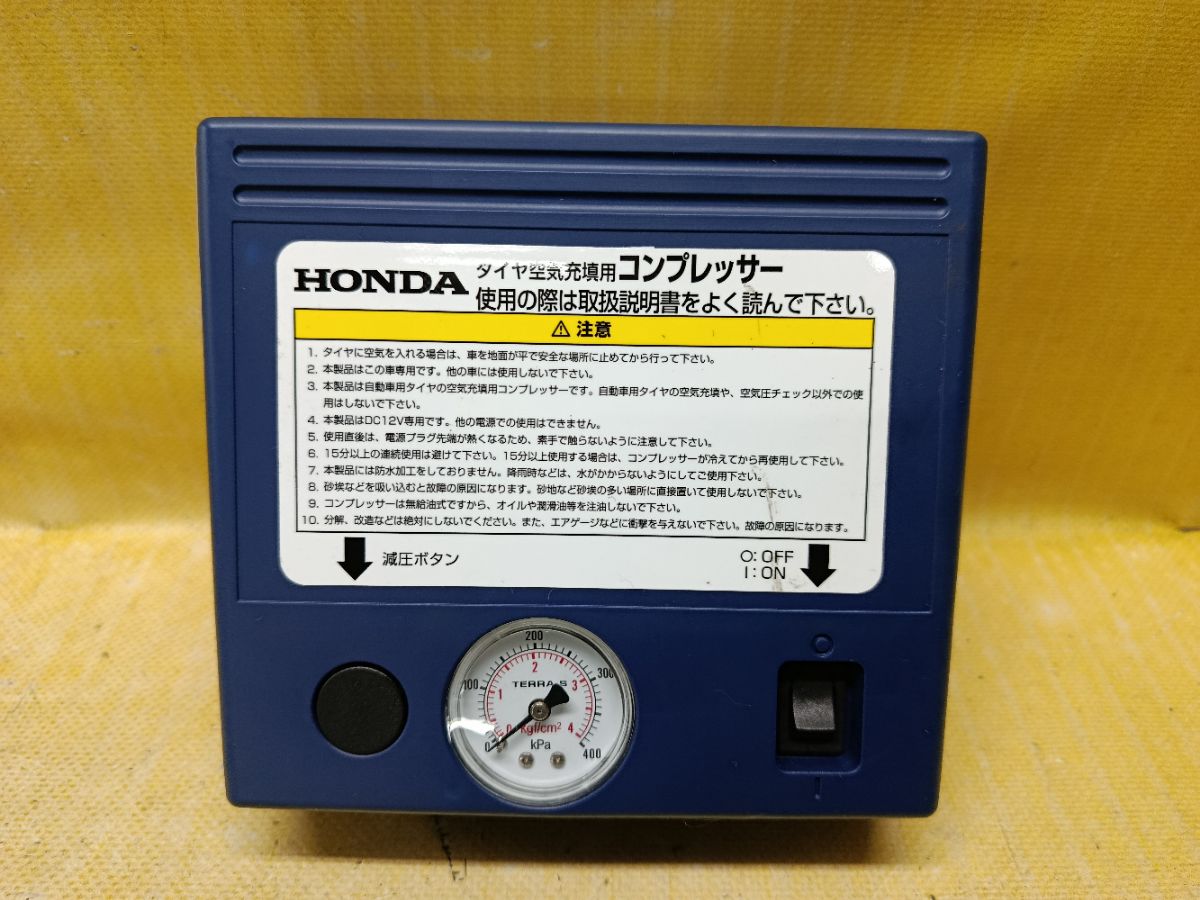 HONDA タイヤ空気充填用コンプレッサー
使用の際は取扱説明書をよく読んで下さい。
⚠ 注意
1. タイヤに空気を入れる場合は、車を地面が平で安全な場所に止めてから行って下さい。
2. 本製品はこの車専用です。他の車には使用しないで下さい。
3. 本製品は自動車用タイヤの空気充填用コンプレッサーです。自動車用タイヤの空気充填や、空気圧チェック以外での使
用はしないで下さい。
4. 本製品はDC12V専用です。他の電源での使用はできません。
5. 使用直後は、電源プラグ先端が熱くなるため、素手で触らないように注意して下さい。
6. 15分以上の連続使用は避けて下さい。15分以上使用する場合は、コンプレッサーが冷えてから再使用して下さい。
7. 本製品には防水加工をしておりません。降雨時などは、水がかからないようにしてご使用下さい。
8. 砂埃などを吸い込むと故障の原因になります。砂地など砂埃の多い場所に直接置いて使用しないで下さい。
9. コンプレッサーは無給油式ですから、オイルや潤滑油等を注油しないで下さい。
10. 分解、改造などは絶対にしないでください。また、エアゲージなどに衝撃を与えないで下さい。故障の原因になります。
減圧ボタン
○:OFF
I:ON
200
100 2 300
1 3
TERRA-S
0 kgf/cm² 4
0 kPa 400